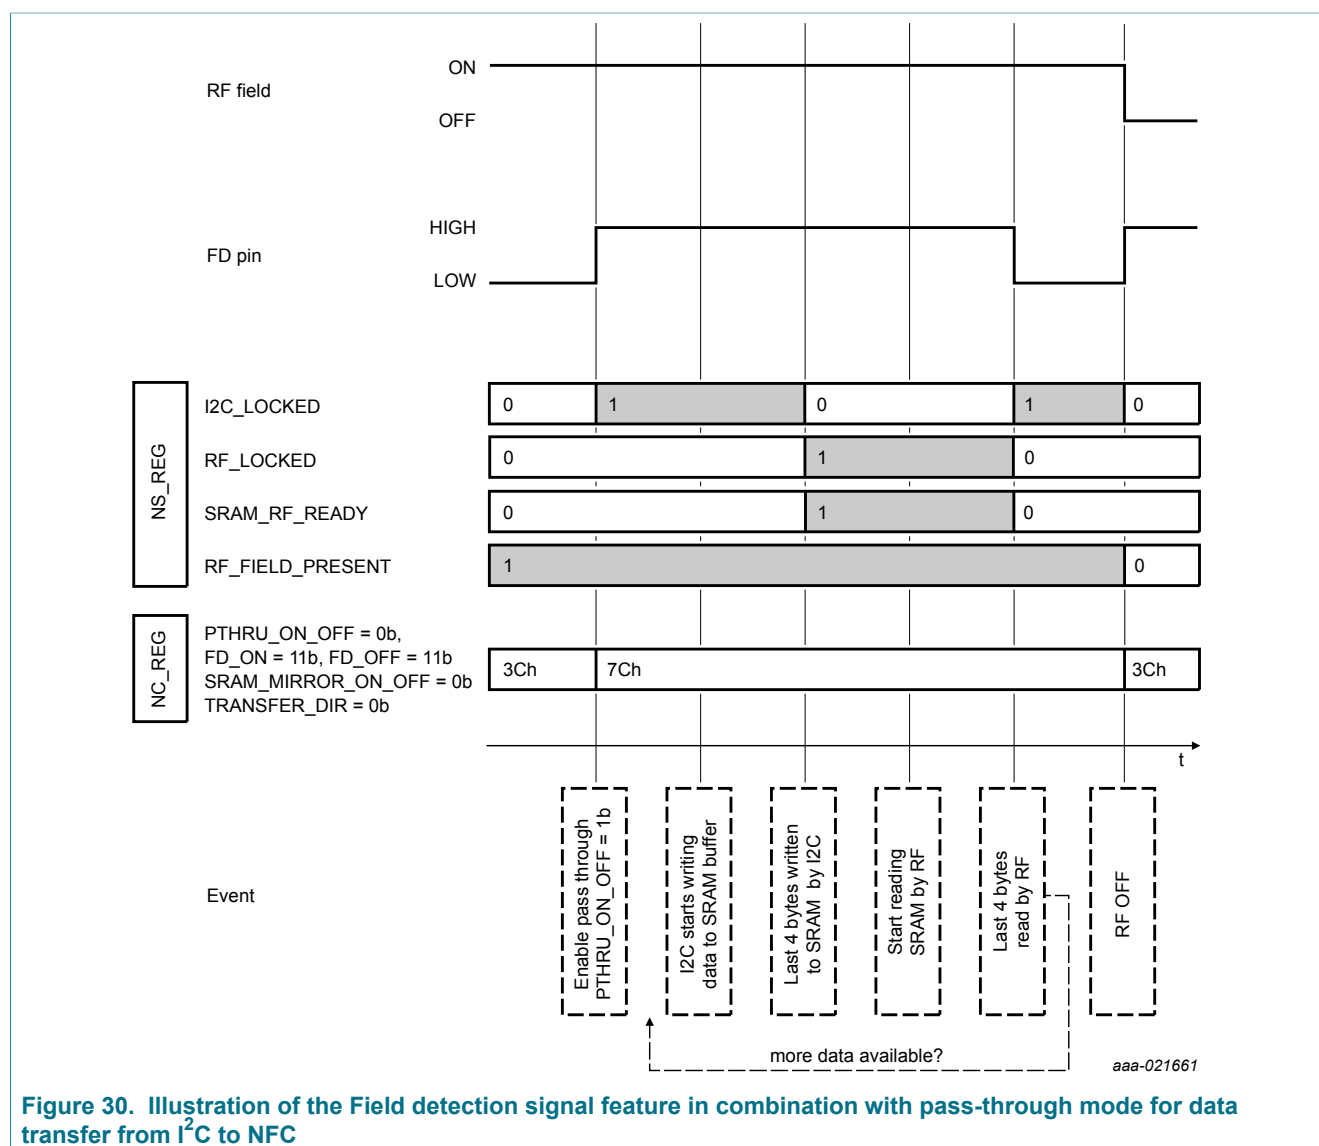 RF field
ON
OFF
FD pin
HIGH
LOW
NS_REG
I2C_LOCKED
0 1 0 1 0
RF_LOCKED
0 1 0
SRAM_RF_READY
0 1 0
RF_FIELD_PRESENT
1 0
NC_REG
PTHRU_ON_OFF = 0b,
FD_ON = 11b, FD_OFF = 11b
SRAM_MIRROR_ON_OFF = 0b
TRANSFER_DIR = 0b
3Ch 7Ch 3Ch
t
Event
Enable pass through
PTHRU_ON_OFF = 1b
I2C starts writing
data to SRAM buffer
Last 4 bytes written
to SRAM by I2C
Start reading
SRAM by RF
Last 4 bytes
read by RF
RF OFF
more data available?
aaa-021661
Figure 30. Illustration of the Field detection signal feature in combination with pass-through mode for data
transfer from I²C to NFC